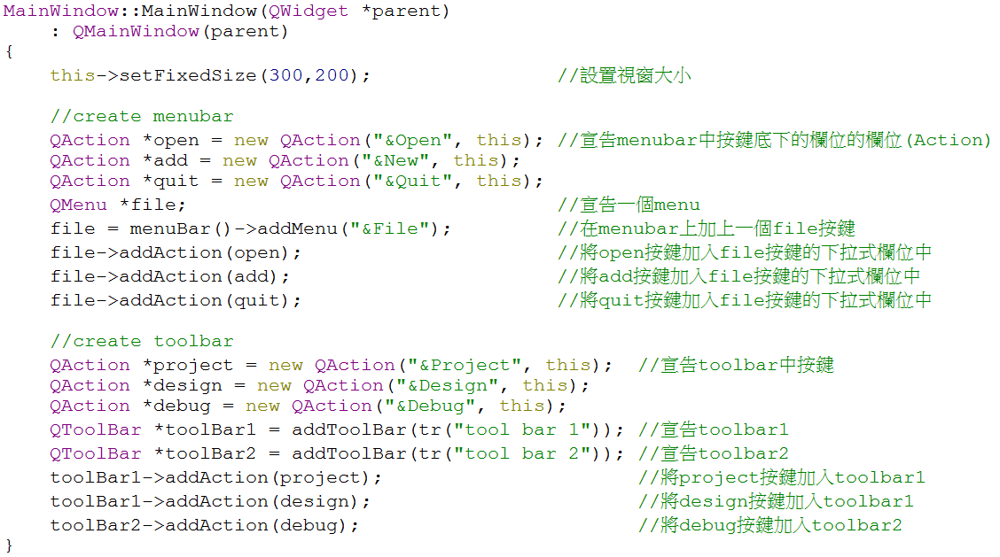 MainWindow::MainWindow(QWidget *parent)
    : QMainWindow(parent)
{
    this->setFixedSize(300,200);                //設置視窗大小
    //create menubar
    QAction *open = new QAction("&Open", this); //宣告menubar中按鍵底下的欄位的欄位(Action)
    QAction *add = new QAction("&New", this);
    QAction *quit = new QAction("&Quit", this);
    QMenu *file;                                //宣告一個menu
    file = menuBar()->addMenu("&File");         //在menubar上加上一個file按鍵
    file->addAction(open);                      //將open按鍵加入file按鍵的下拉式欄位中
    file->addAction(add);                       //將add按鍵加入file按鍵的下拉式欄位中
    file->addAction(quit);                      //將quit按鍵加入file按鍵的下拉式欄位中
    //create toolbar
    QAction *project = new QAction("&Project", this);  //宣告toolbar中按鍵
    QAction *design = new QAction("&Design", this);
    QAction *debug = new QAction("&Debug", this);
    QToolBar *toolBar1 = addToolBar(tr("tool bar 1")); //宣告toolbar1
    QToolBar *toolBar2 = addToolBar(tr("tool bar 2")); //宣告toolbar2
    toolBar1->addAction(project);                      //將project按鍵加入toolbar1
    toolBar1->addAction(design);                       //將design按鍵加入toolbar1
    toolBar2->addAction(debug);                        //將debug按鍵加入toolbar2
}